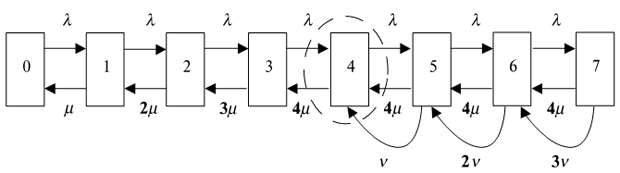 λ λ λ λ λ λ λ
0 1 2 3 4 5 6 7
μ 2μ 3μ 4μ 4μ 4μ 4μ
ν 2ν 3ν